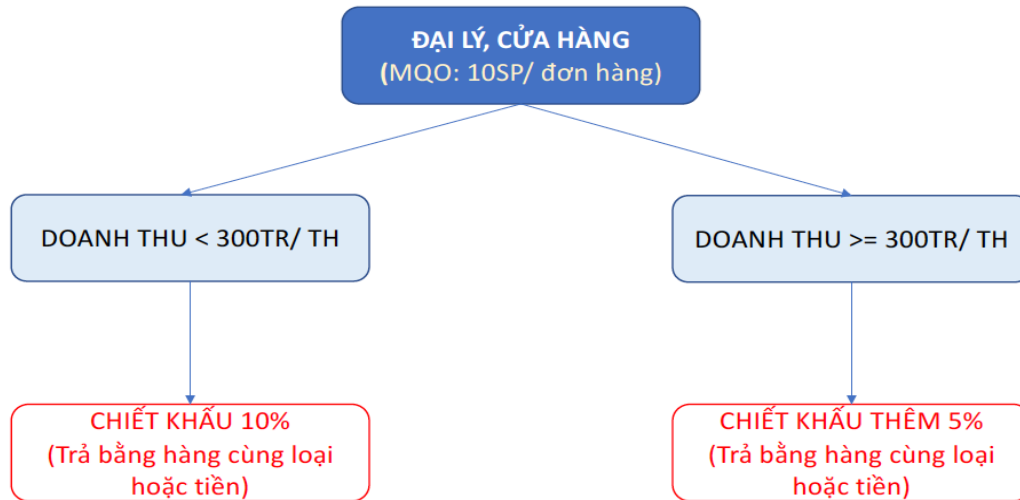 ĐẠI LÝ, CỬA HÀNG
(MQO: 10SP/ đơn hàng)
DOANH THU < 300TR/ TH
DOANH THU >= 300TR/ TH
CHIẾT KHẤU 10%
(Trả bằng hàng cùng loại
hoặc tiền)
CHIẾT KHẤU THÊM 5%
(Trả bằng hàng cùng loại
hoặc tiền)